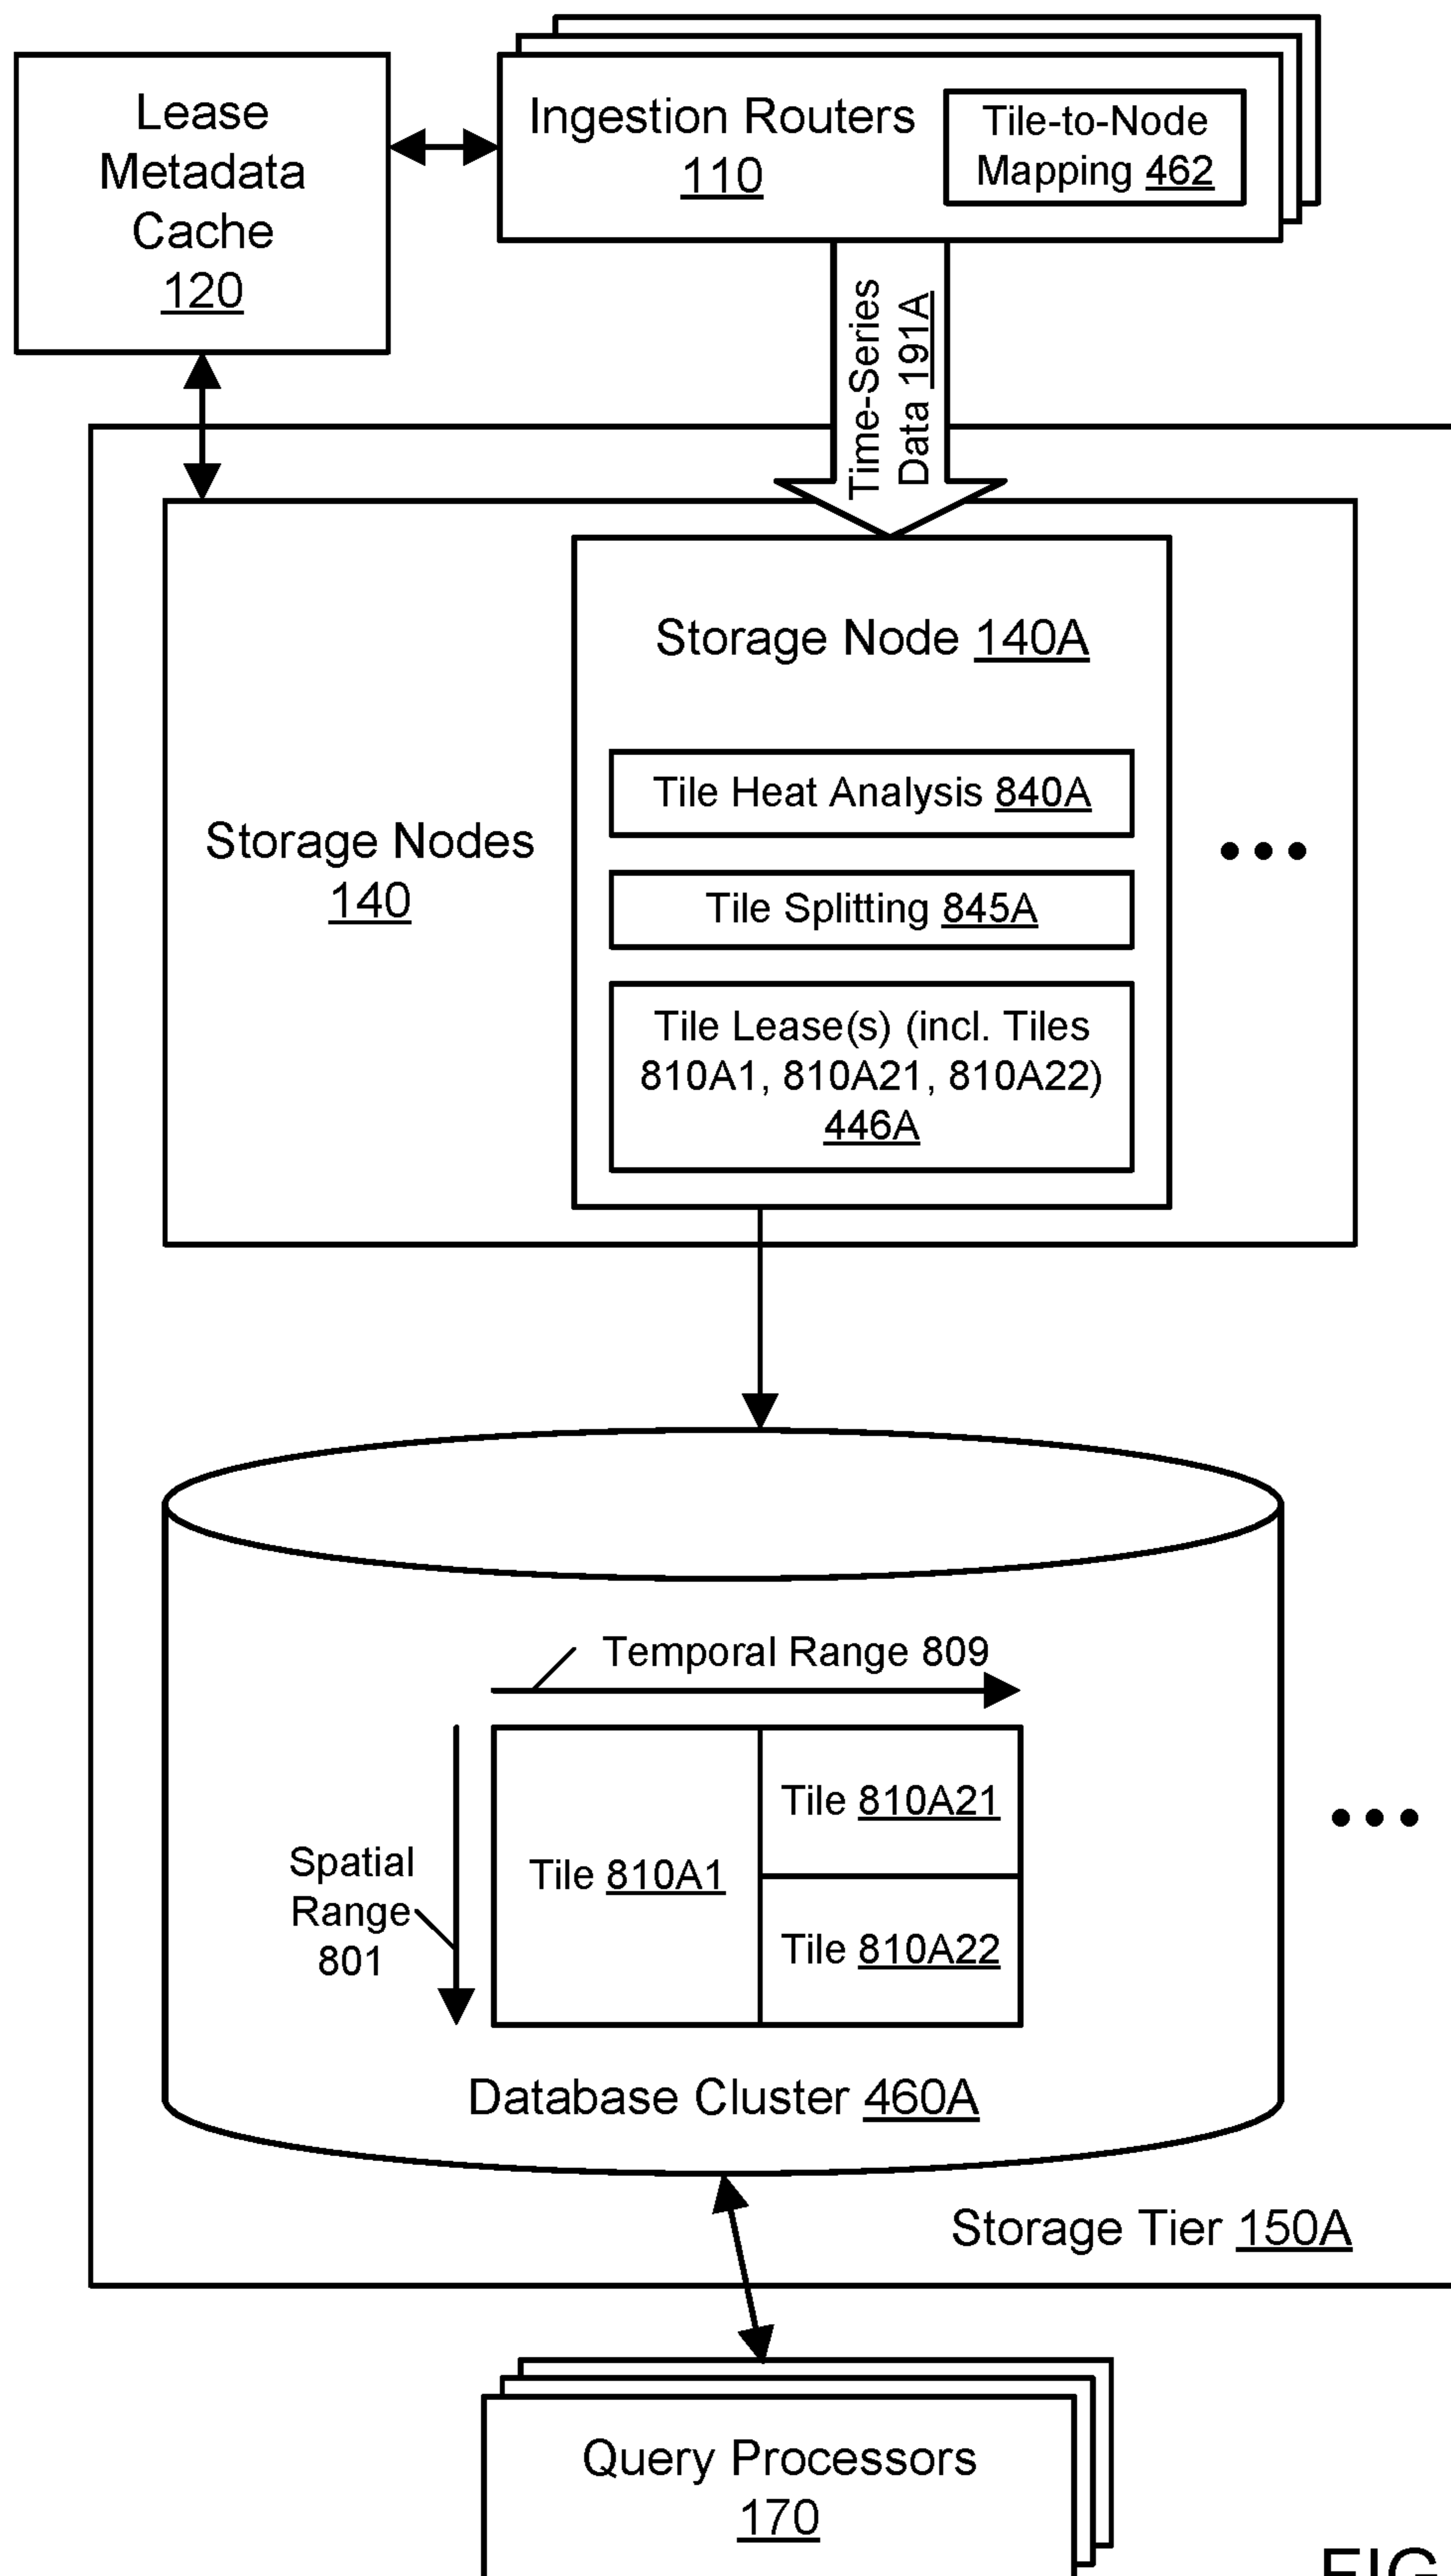 Lease
Metadata
Cache
120
Ingestion Routers
110
Tile-to-Node
Mapping 462
Time-Series
Data 191A
Storage Node 140A
Tile Heat Analysis 840A
Storage Nodes
140
Tile Splitting 845A
Tile Lease(s) (incl. Tiles
810A1, 810A21, 810A22)
446A
Temporal Range 809
Spatial
Range
801
Tile 810A1
Tile 810A21
Tile 810A22
Database Cluster 460A
Storage Tier 150A
Query Processors
170
FIG